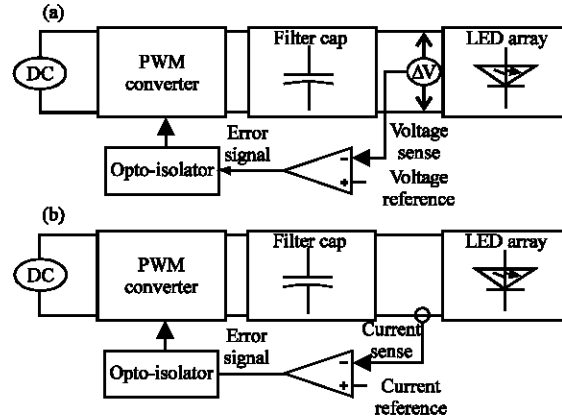 (a)
DC
PWM
converter
Filter cap
ΔV
LED array
Voltage
sense
Error
signal
Opto-isolator
-
+
Voltage
reference
(b)
DC
PWM
converter
Filter cap
LED array
Current
sense
Error
signal
Opto-isolator
-
+
Current
reference